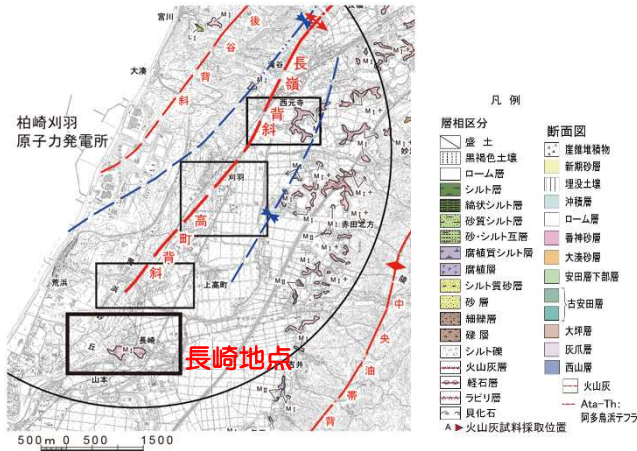 宮川
大湊
後谷背斜
柏崎刈羽
原子力発電所
長嶺背斜
西元寺
刈羽
高町背斜
赤田北方
上高町
荒浜
長崎
山本
長崎地点
中央油帯背斜
MI
MI
MI+
500m 0 500 1500
凡例
層相区分
盛土
黒褐色土壌
ローム層
シルト層
縞状シルト層
砂質シルト層
砂・シルト互層
腐植質シルト層
腐植層
シルト質砂層
砂層
細礫層
礫層
シルト礫
火山灰層
軽石層
ラピリ層
貝化石
A 火山灰試料採取位置
断面図
崖錐堆積物
新期砂層
埋没土壌
沖積層
ローム層
番神砂層
大湊砂層
安田層下部層
古安田層
大坪層
灰爪層
西山層
火山灰
Ata-Th:
阿多鳥浜テフラ